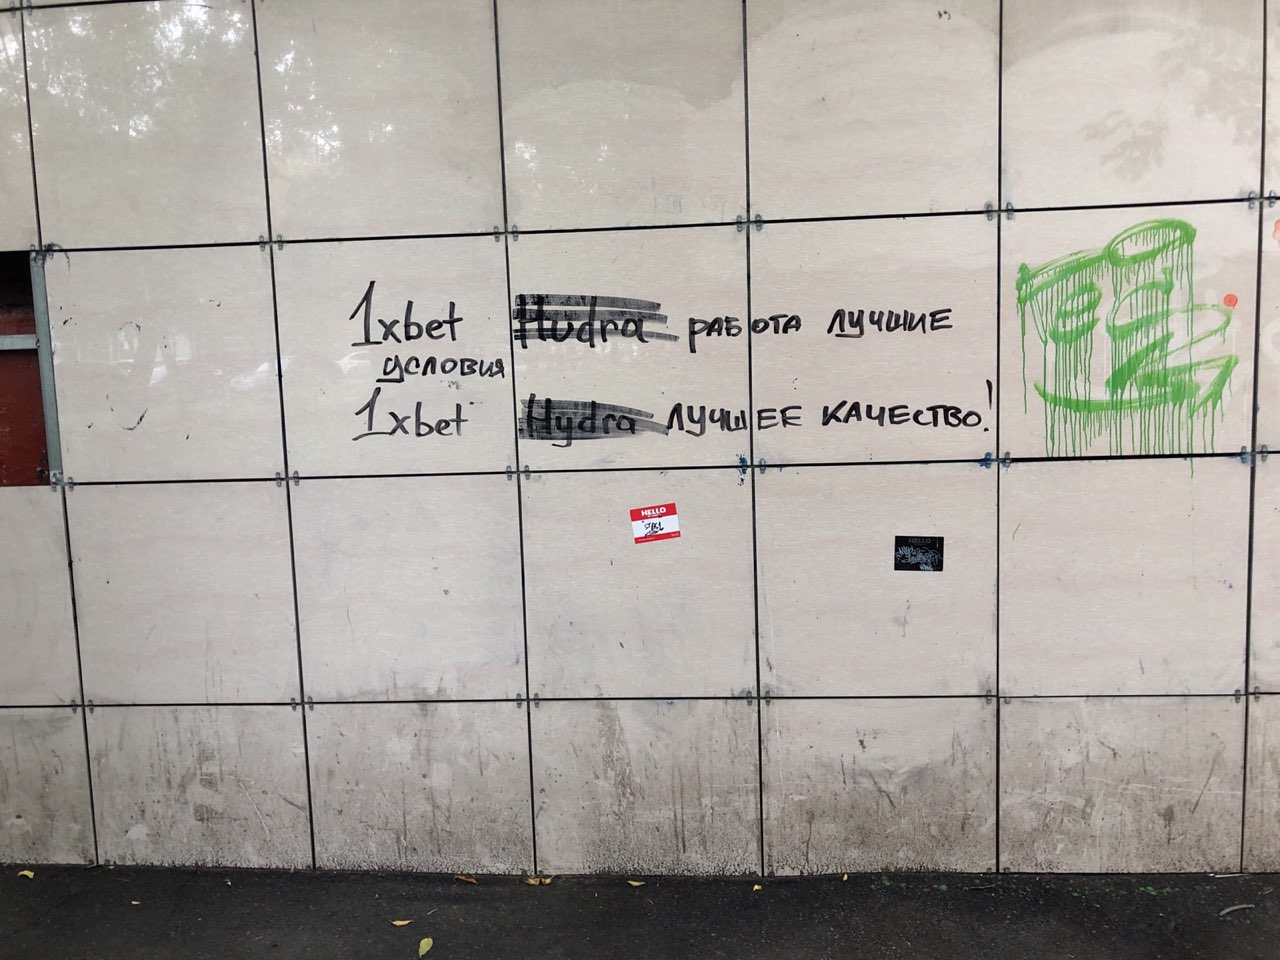 1xbet Hydra РАБОТА ЛУЧШИЕ
УСЛОВИЯ
1xbet Hydra ЛУЧШЕЕ КАЧЕСТВО!
HELLO
HELLO